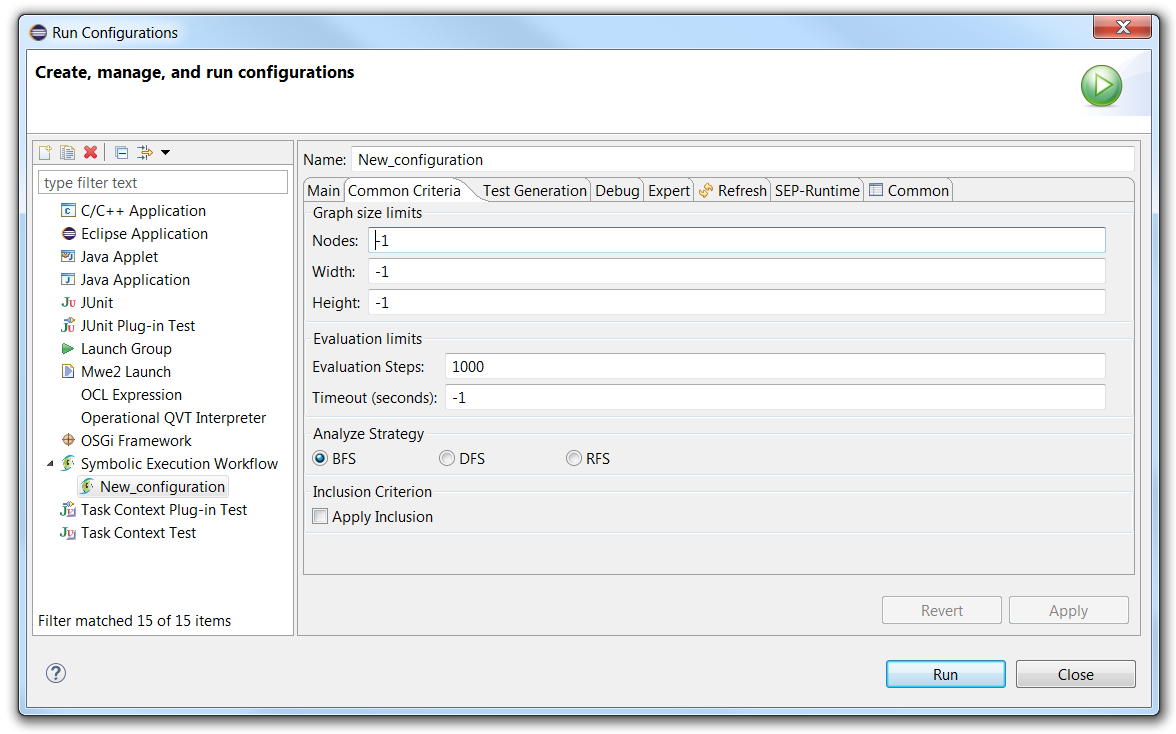 Run Configurations
Create, manage, and run configurations
type filter text
C/C++ Application
Eclipse Application
Java Applet
Java Application
JUnit
JUnit Plug-in Test
Launch Group
Mwe2 Launch
OCL Expression
Operational QVT Interpreter
OSGi Framework
Symbolic Execution Workflow
New_configuration
Task Context Plug-in Test
Task Context Test
Filter matched 15 of 15 items
Name: New_configuration
Main Common Criteria Test Generation Debug Expert Refresh SEP-Runtime Common
Graph size limits
Nodes: -1
Width: -1
Height: -1
Evaluation limits
Evaluation Steps: 1000
Timeout (seconds): -1
Analyze Strategy
BFS DFS RFS
Inclusion Criterion
Apply Inclusion
Revert Apply
? Run Close